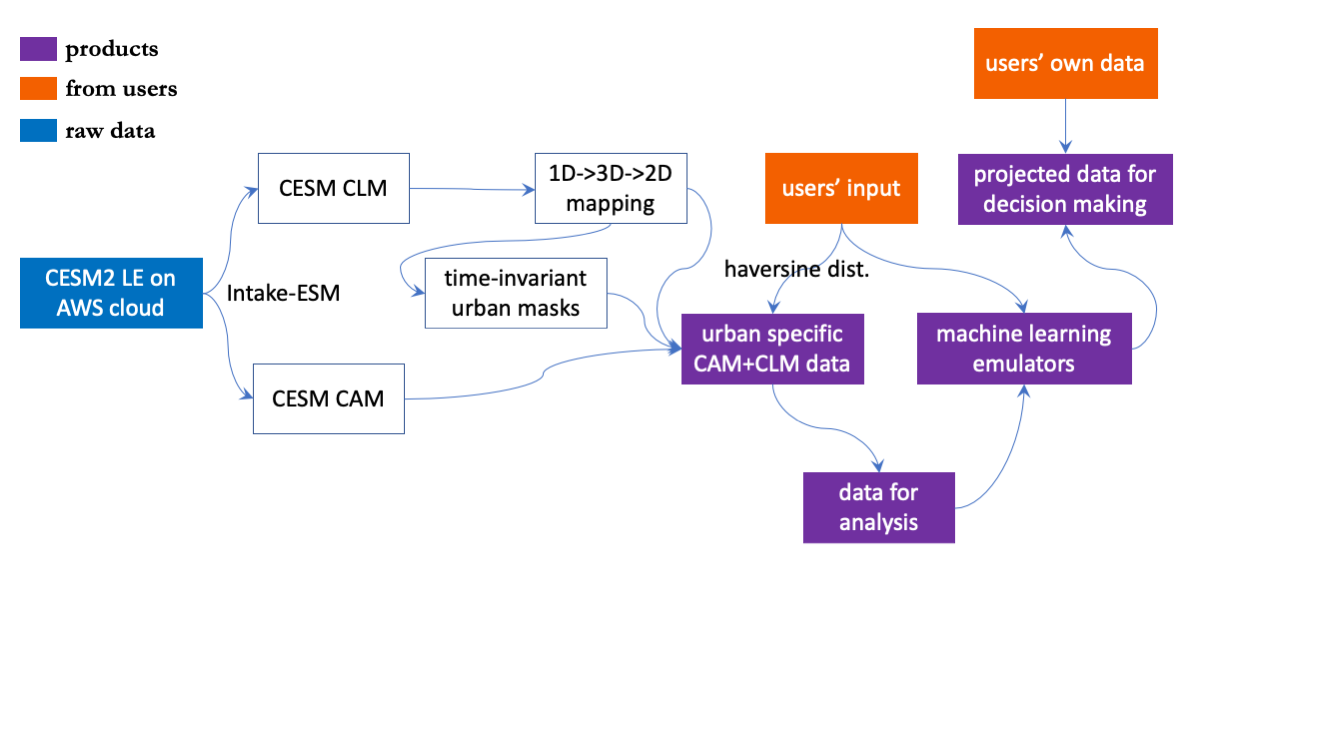 products
from users
raw data
users’ own data
CESM CLM
1D->3D->2D
mapping
users’ input
projected data for
decision making
haversine dist.
CESM2 LE on
AWS cloud
Intake-ESM
time-invariant
urban masks
urban specific
CAM+CLM data
machine learning
emulators
CESM CAM
data for
analysis